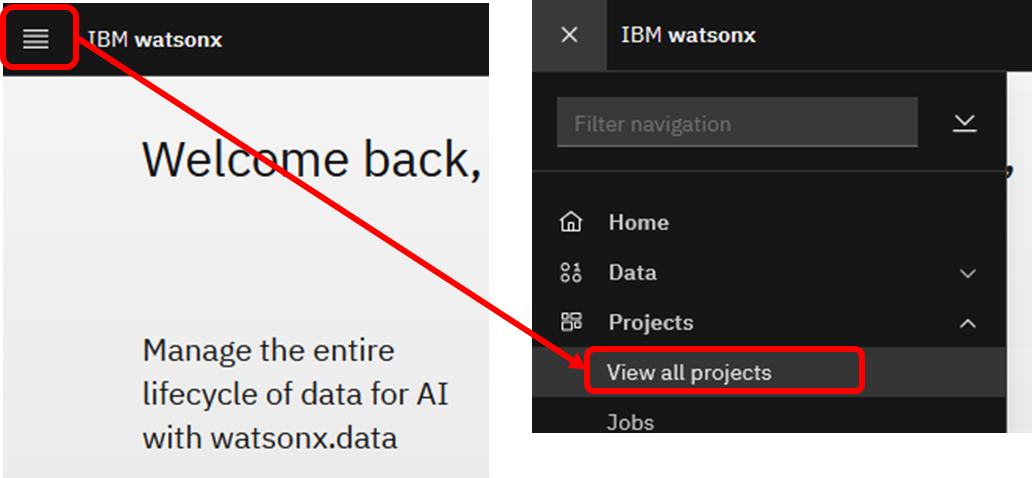 IBM watsonx
Welcome back,
Manage the entire
lifecycle of data for AI
with watsonx.data
IBM watsonx
Filter navigation
,
Home
Data
Projects
View all projects
Jobs